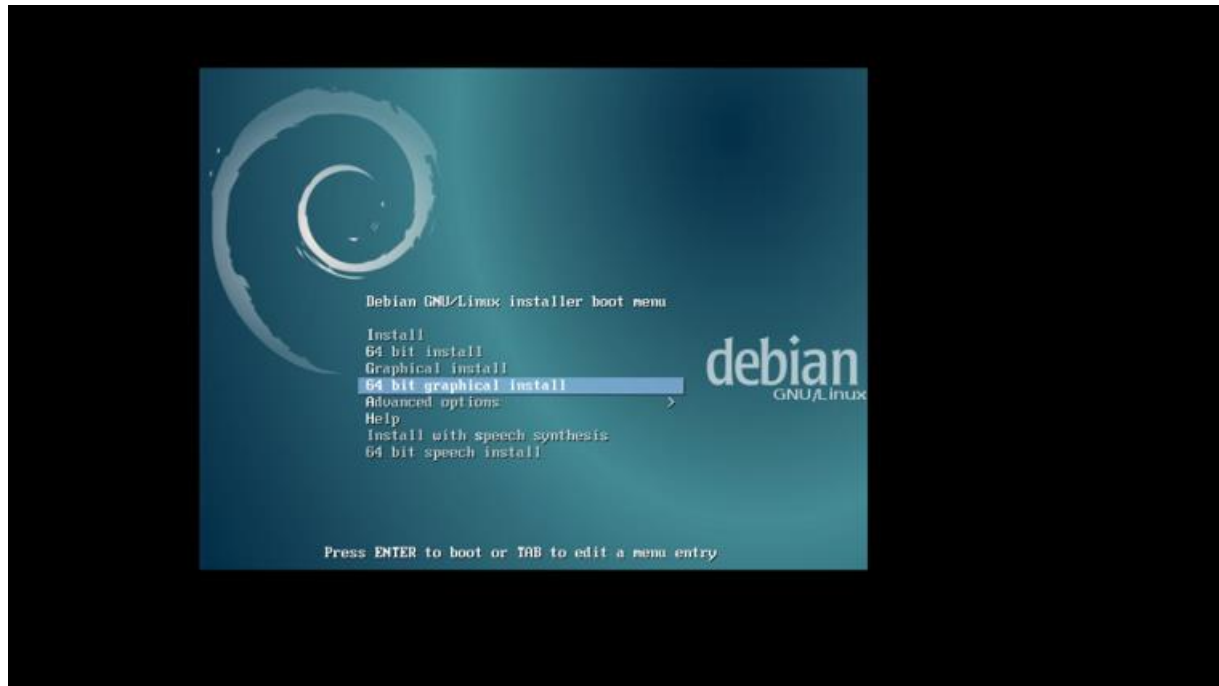 Debian GNU/Linux installer boot menu
Install
64 bit install
Graphical install
64 bit graphical install
Advanced options >
Help
Install with speech synthesis
64 bit speech install
debian
GNU/Linux
Press ENTER to boot or TAB to edit a menu entry